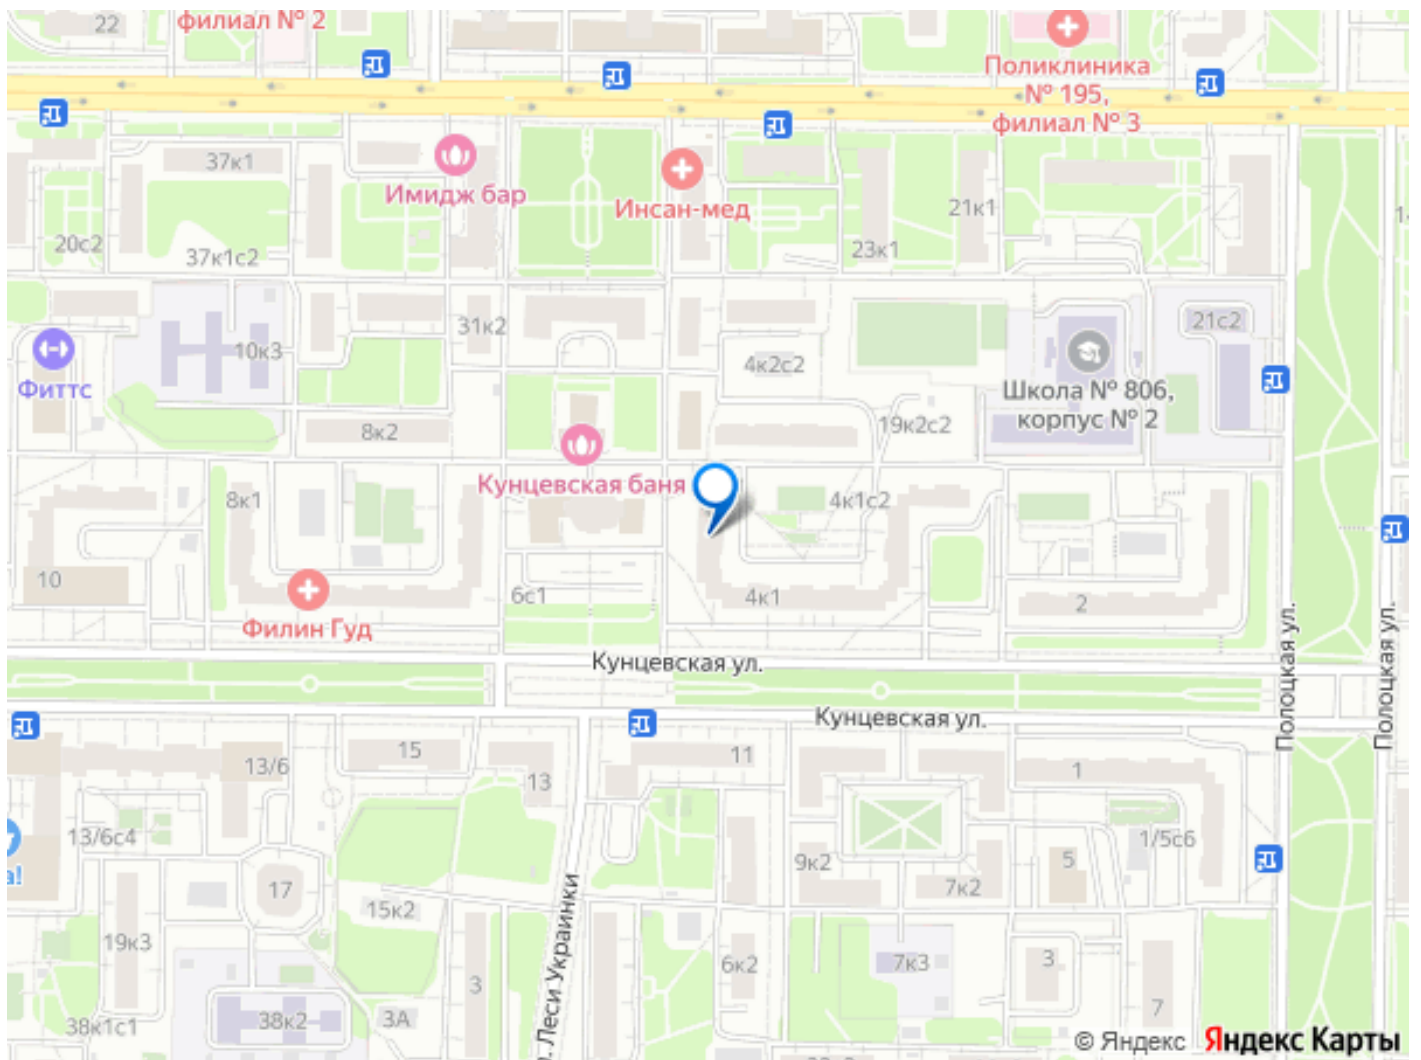 22
филиал № 2
Поликлиника
№ 195,
филиал № 3
37к1
Имидж бар
Инсан-мед
21к1
20с2
37к1с2
23к1
31к2
10к3
4к2с2
21с2
Фиттс
Школа № 806,
корпус № 2
8к2
19к2с2
Кунцевская баня
8к1
4к1с2
10
6с1
4к1
2
Филин Гуд
Кунцевская ул.
Полоцкая ул.
Полоцкая ул.
Кунцевская ул.
15
11
13/6
13
1
13/6с4
1/5с6
9к2
5
а!
17
7к2
15к2
Леси Украинки
19к3
6к2
7к3
3
3
7
38к1с1
38к2
3А
© Яндекс Яндекс Карты